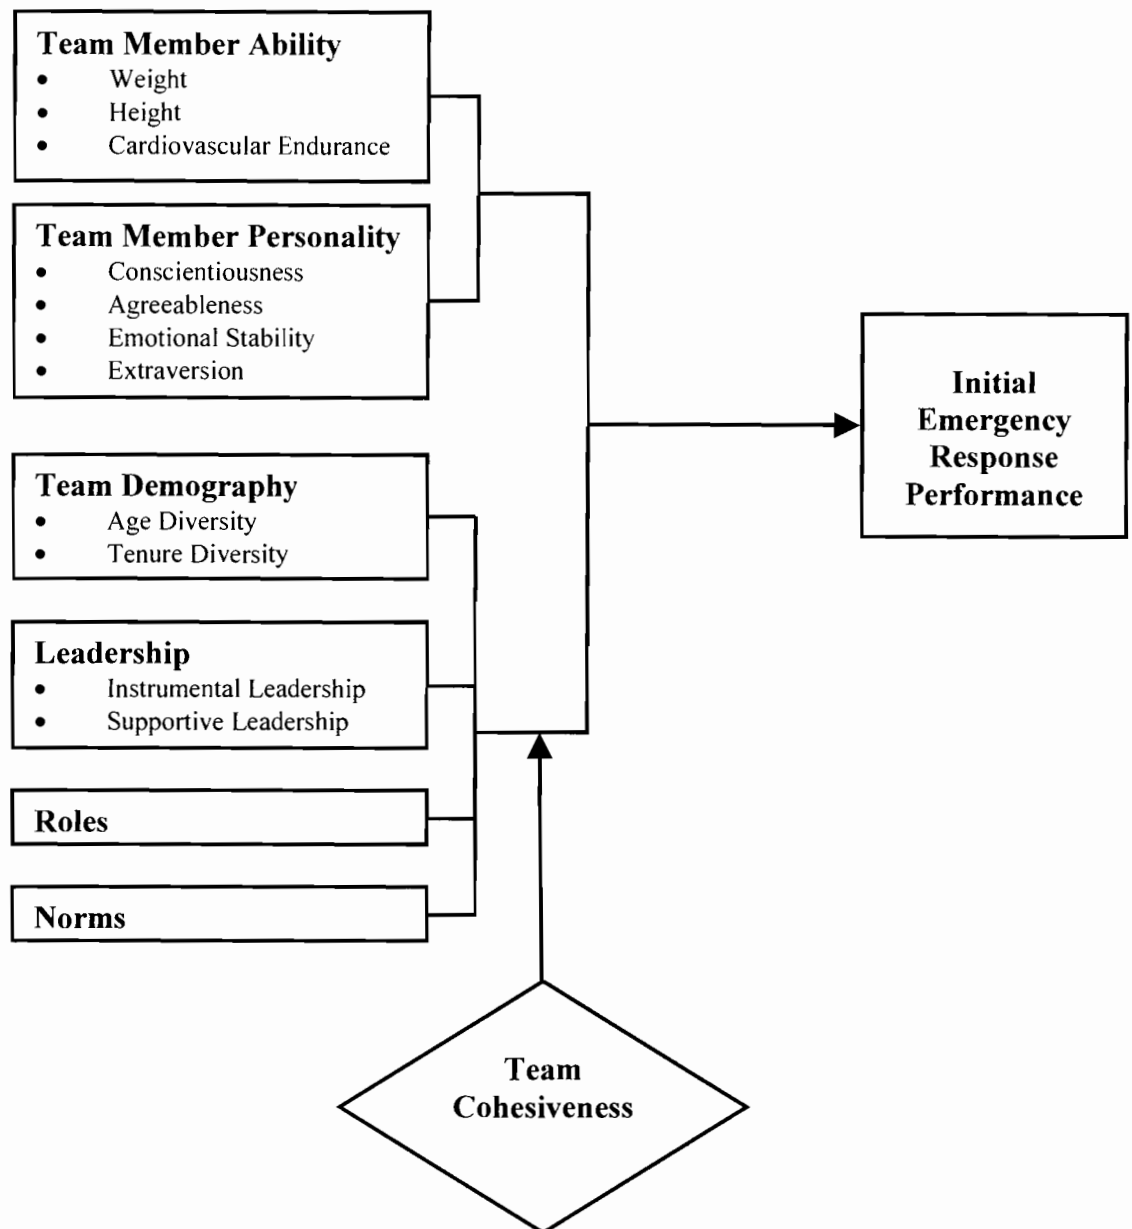 Team Member Ability
• Weight
• Height
• Cardiovascular Endurance
Team Member Personality
• Conscientiousness
• Agreeableness
• Emotional Stability
• Extraversion
Team Demography
• Age Diversity
• Tenure Diversity
Leadership
• Instrumental Leadership
• Supportive Leadership
Roles
Norms
Initial
Emergency
Response
Performance
Team
Cohesiveness